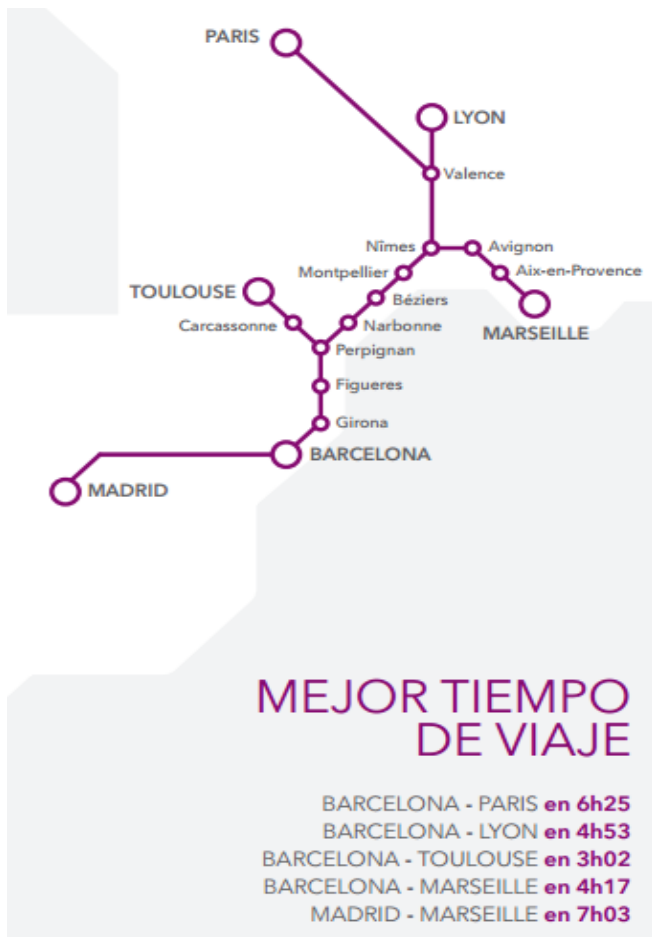 PARIS
LYON
Valence
Nîmes
Avignon
Montpellier
Aix-en-Provence
TOULOUSE
Béziers
MARSEILLE
Carcassonne
Narbonne
Perpignan
Figueres
Girona
BARCELONA
MADRID
MEJOR TIEMPO
DE VIAJE
BARCELONA - PARIS en 6h25
BARCELONA - LYON en 4h53
BARCELONA - TOULOUSE en 3h02
BARCELONA - MARSEILLE en 4h17
MADRID - MARSEILLE en 7h03